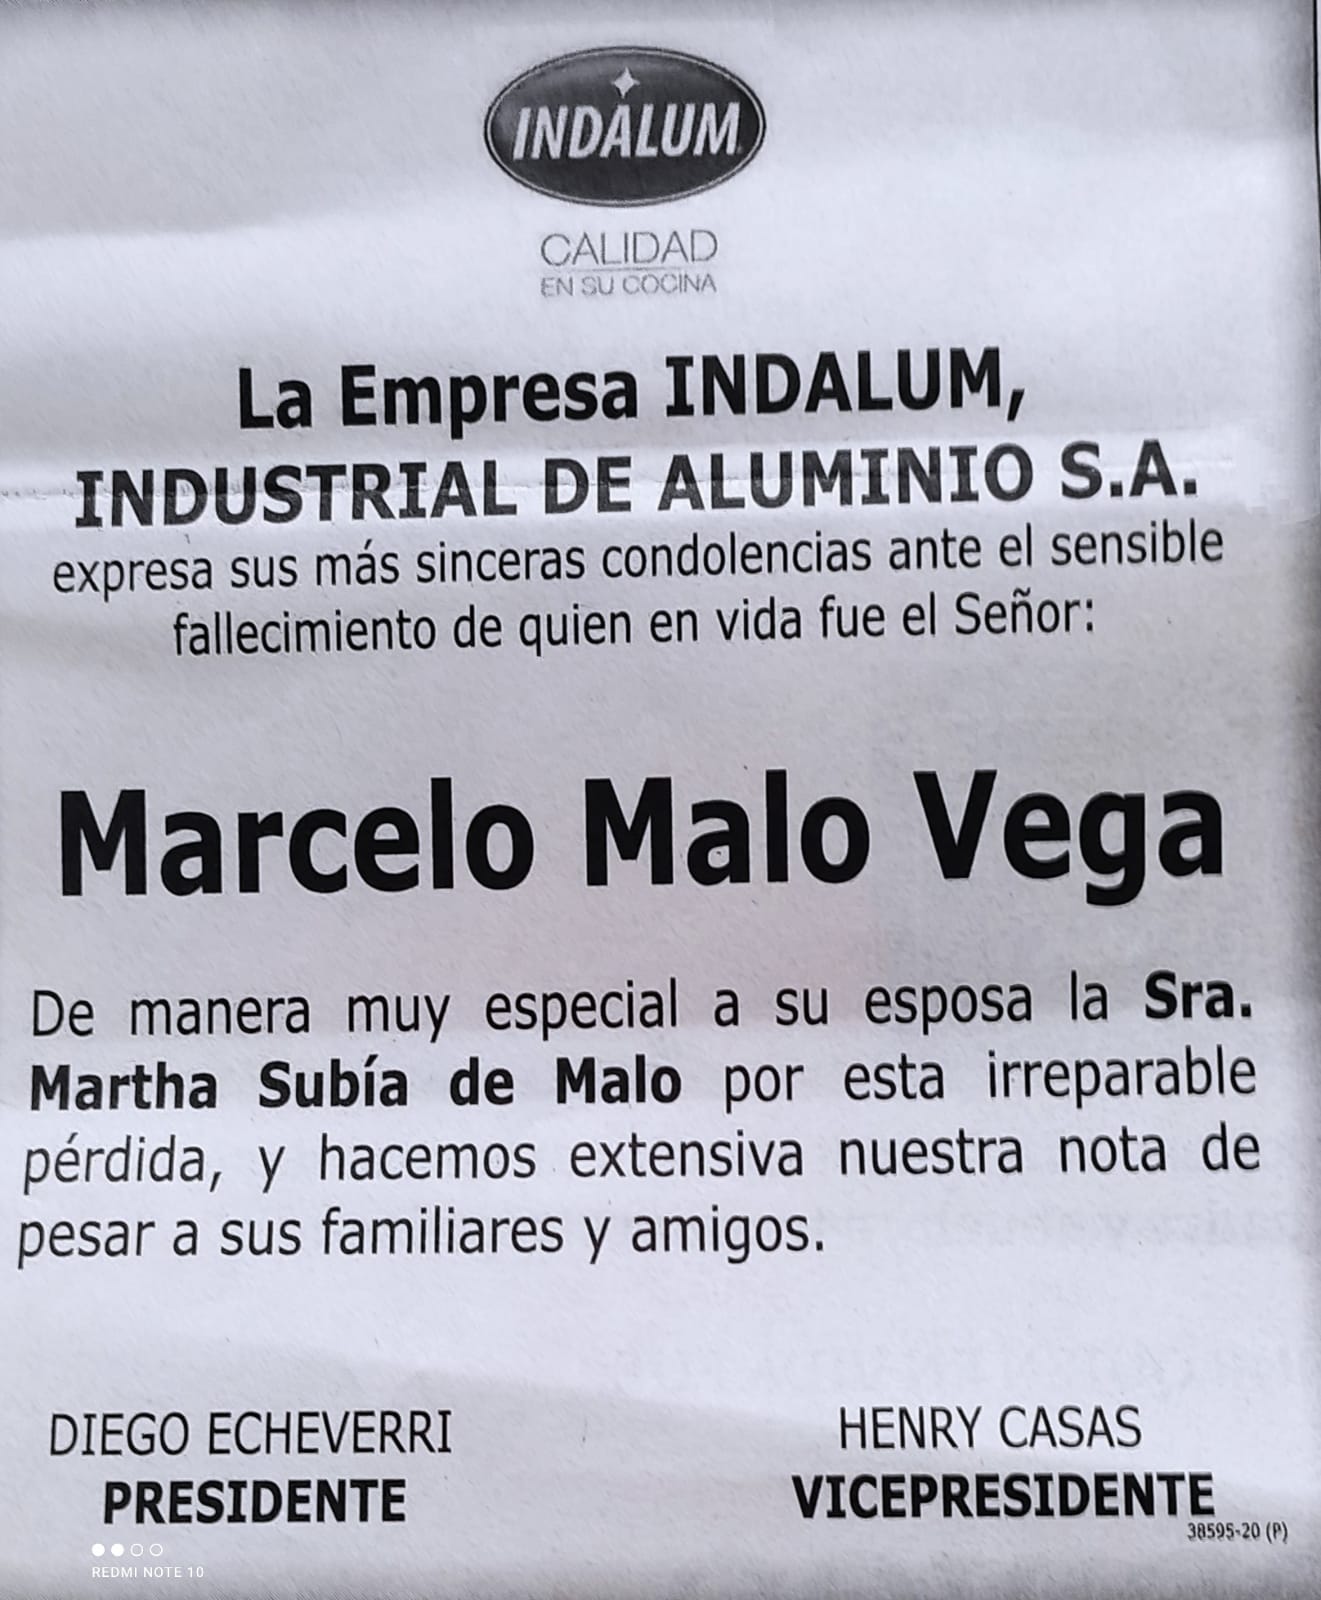 INDALUM
CALIDAD
EN SU COCINA
La Empresa INDALUM,
INDUSTRIAL DE ALUMINIO S.A.
expresa sus más sinceras condolencias ante el sensible
fallecimiento de quien en vida fue el Señor:
Marcelo Malo Vega
De manera muy especial a su esposa la Sra.
Martha Subía de Malo por esta irreparable
pérdida, y hacemos extensiva nuestra nota de
pesar a sus familiares y amigos.
DIEGO ECHEVERRI
PRESIDENTE
HENRY CASAS
VICEPRESIDENTE
38595-20 (P)
REDMI NOTE 10